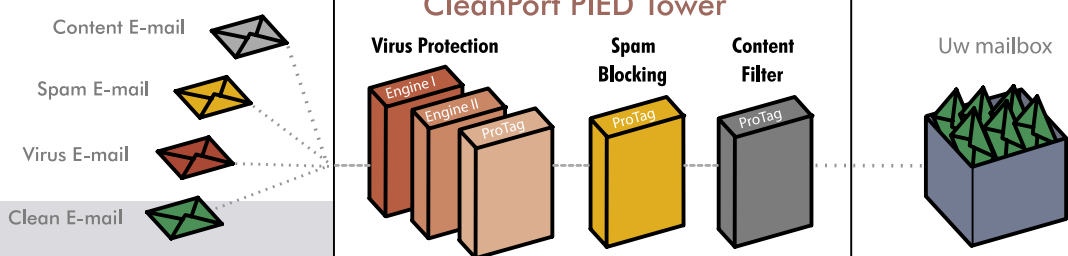 CleanPort PIED Tower
Content E-mail
Spam E-mail
Virus E-mail
Clean E-mail
Virus Protection
Engine I
Engine II
ProTag
Spam
Blocking
ProTag
Content
Filter
ProTag
Uw mailbox